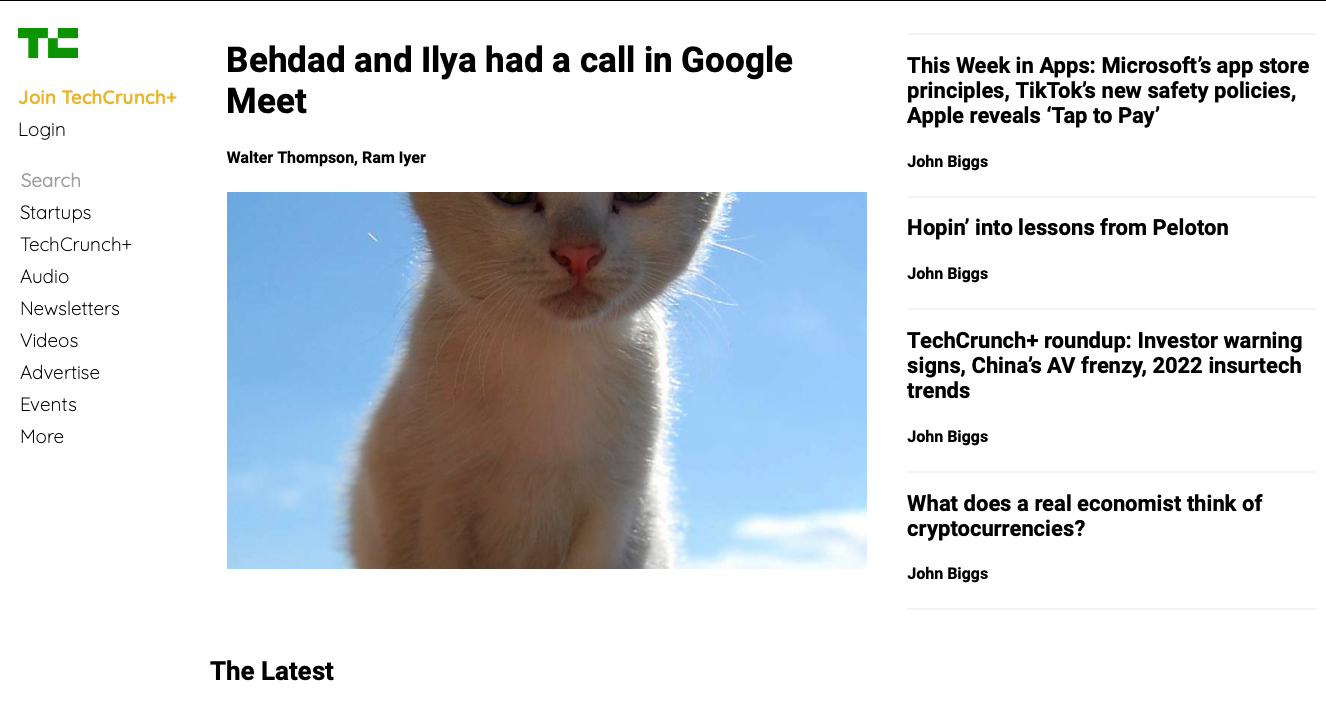 TC
Join TechCrunch+
Login
Search
Startups
TechCrunch+
Audio
Newsletters
Videos
Advertise
Events
More
Behdad and Ilya had a call in Google
Meet
Walter Thompson, Ram Iyer
This Week in Apps: Microsoft’s app store
principles, TikTok’s new safety policies,
Apple reveals ‘Tap to Pay’
John Biggs
Hopin’ into lessons from Peloton
John Biggs
TechCrunch+ roundup: Investor warning
signs, China’s AV frenzy, 2022 insurtech
trends
John Biggs
What does a real economist think of
cryptocurrencies?
John Biggs
The Latest